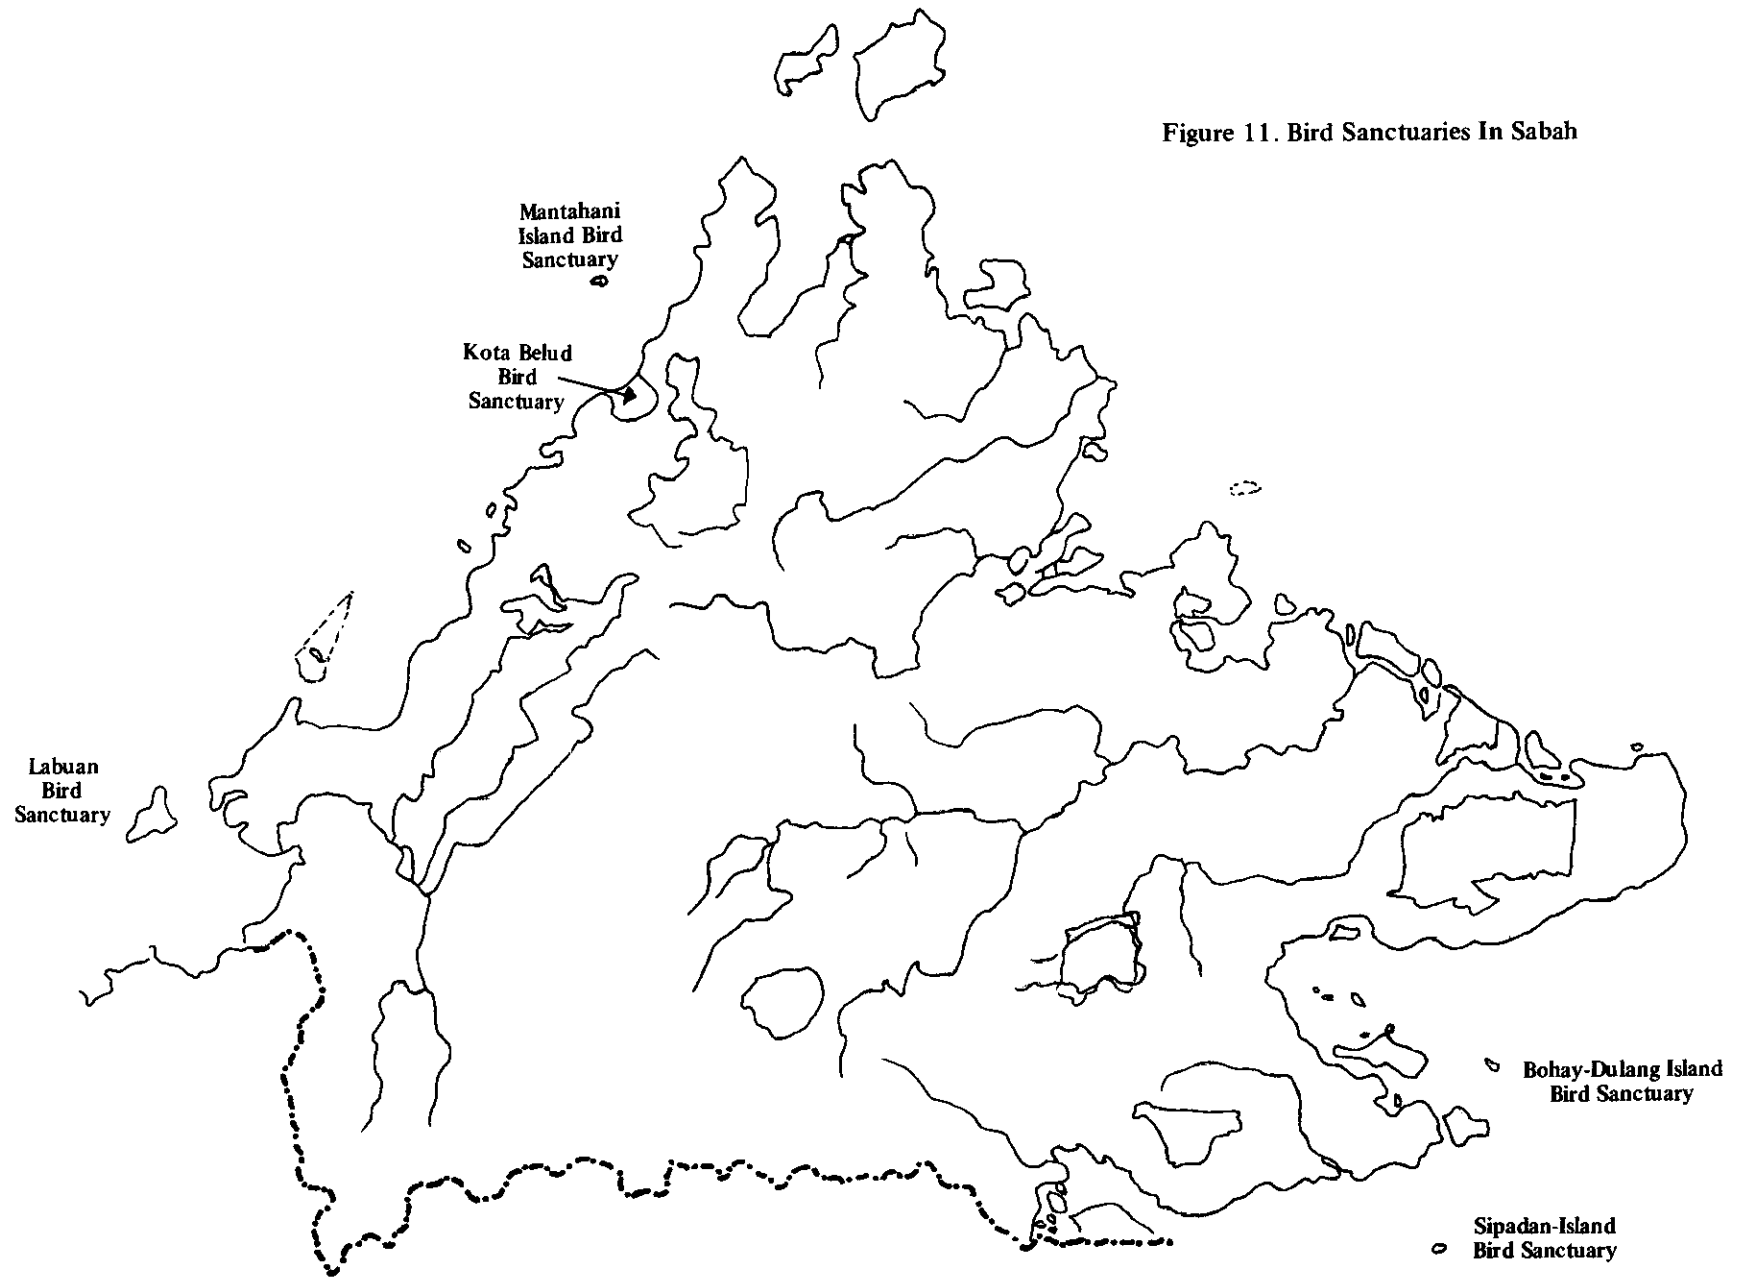 Figure 11. Bird Sanctuaries In Sabah
Mantahani
Island Bird
Sanctuary
Kota Belud
Bird
Sanctuary
Labuan
Bird
Sanctuary
Bohay-Dulang Island
Bird Sanctuary
Sipadan-Island
Bird Sanctuary